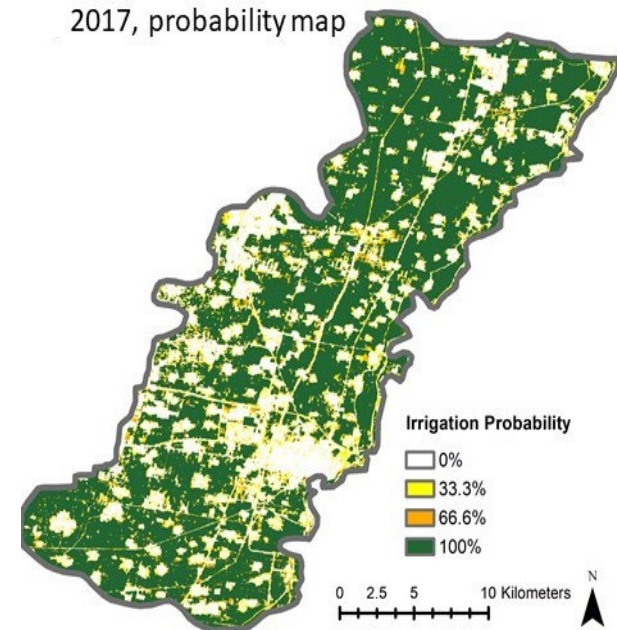 2017, probability map
Irrigation Probability
0%
33.3%
66.6%
100%
N
0 2.5 5 10 Kilometers